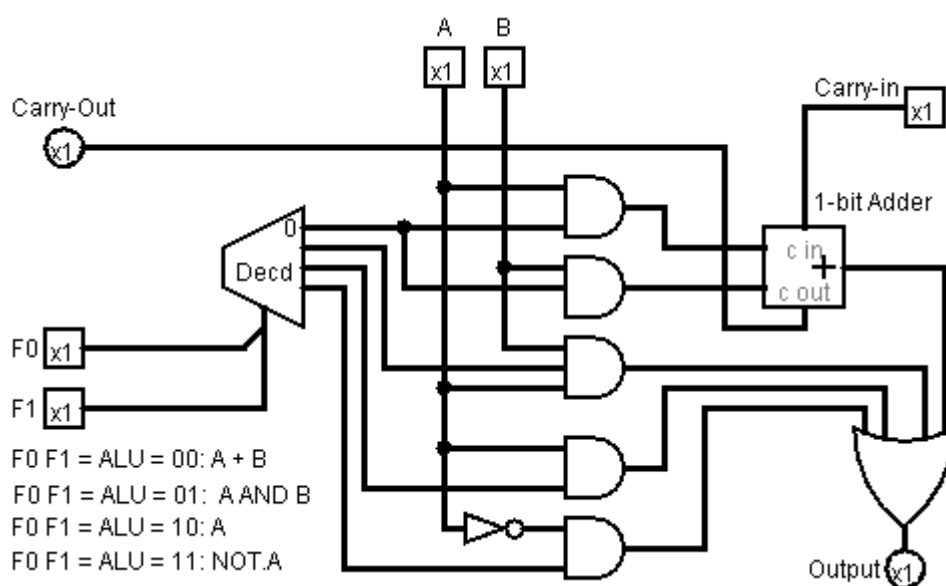 A
B
x1
x1
Carry-in
x1
Carry-Out
x1
1-bit Adder
0
Decd
c in
+
c out
F0
x1
F1
x1
F0 F1 = ALU = 00: A + B
F0 F1 = ALU = 01: A AND B
F0 F1 = ALU = 10: A
F0 F1 = ALU = 11: NOT.A
Output
x1